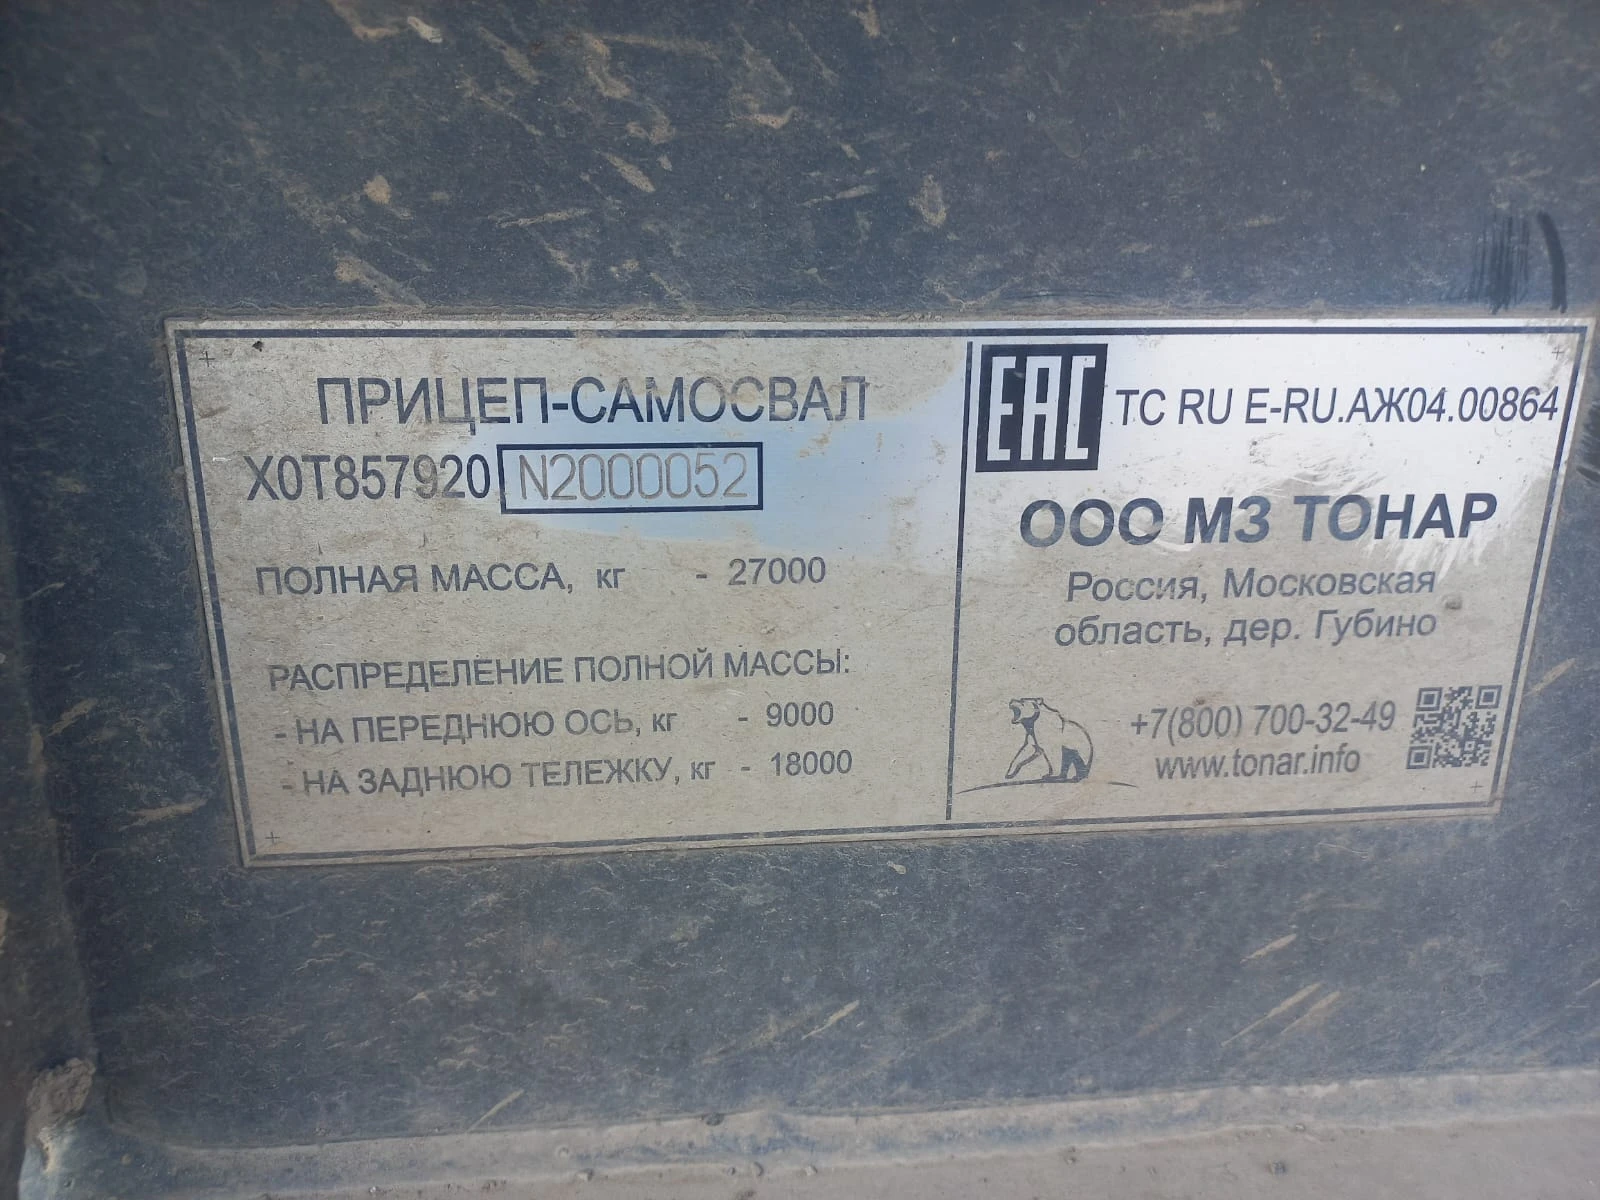 ПРИЦЕП-САМОСВАЛ
X0T857920 N2000052
ПОЛНАЯ МАССА, кг - 27000
РАСПРЕДЕЛЕНИЕ ПОЛНОЙ МАССЫ:
- НА ПЕРЕДНЮЮ ОСЬ, кг - 9000
- НА ЗАДНЮЮ ТЕЛЕЖКУ, кг - 18000
EAC ТС RU E-RU.АЖ04.00864
ООО МЗ ТОНАР
Россия, Московская
область, дер. Губино
+7(800) 700-32-49
www.tonar.info